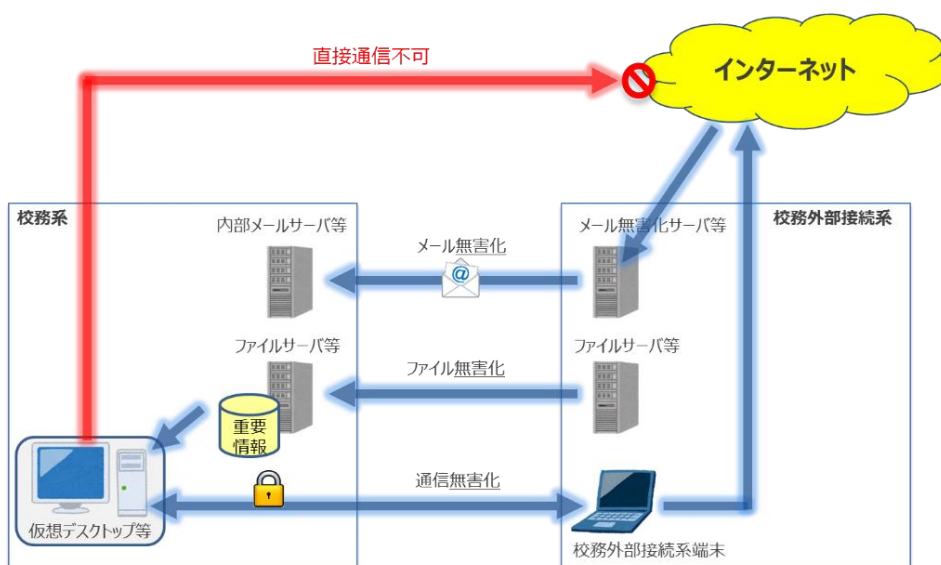 直接通信不可
インターネット
校務系
内部メールサーバ等
メール無害化サーバ等
校務外部接続系
メール無害化
@
ファイルサーバ等
ファイルサーバ等
ファイル無害化
重要
情報
通信無害化
仮想デスクトップ等
校務外部接続系端末